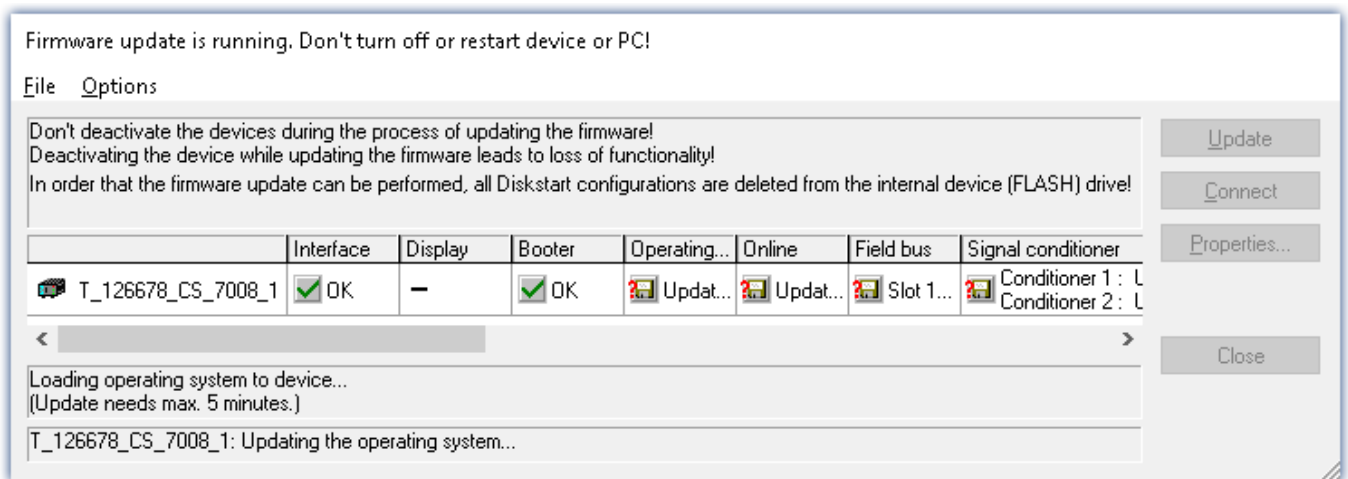 Firmware update is running. Don't turn off or restart device or PC!
File Options
Don't deactivate the devices during the process of updating the firmware!
Deactivating the device while updating the firmware leads to loss of functionality!
In order that the firmware update can be performed, all Diskstart configurations are deleted from the internal device (FLASH) drive!
Update
Connect
Properties...
Close
Interface Display Booter Operating... Online Field bus Signal conditioner
T_126678_CS_7008_1 OK – OK Updat... Updat... Slot 1... Conditioner 1 : U
Conditioner 2 : U
Loading operating system to device...
(Update needs max. 5 minutes.)
T_126678_CS_7008_1: Updating the operating system...